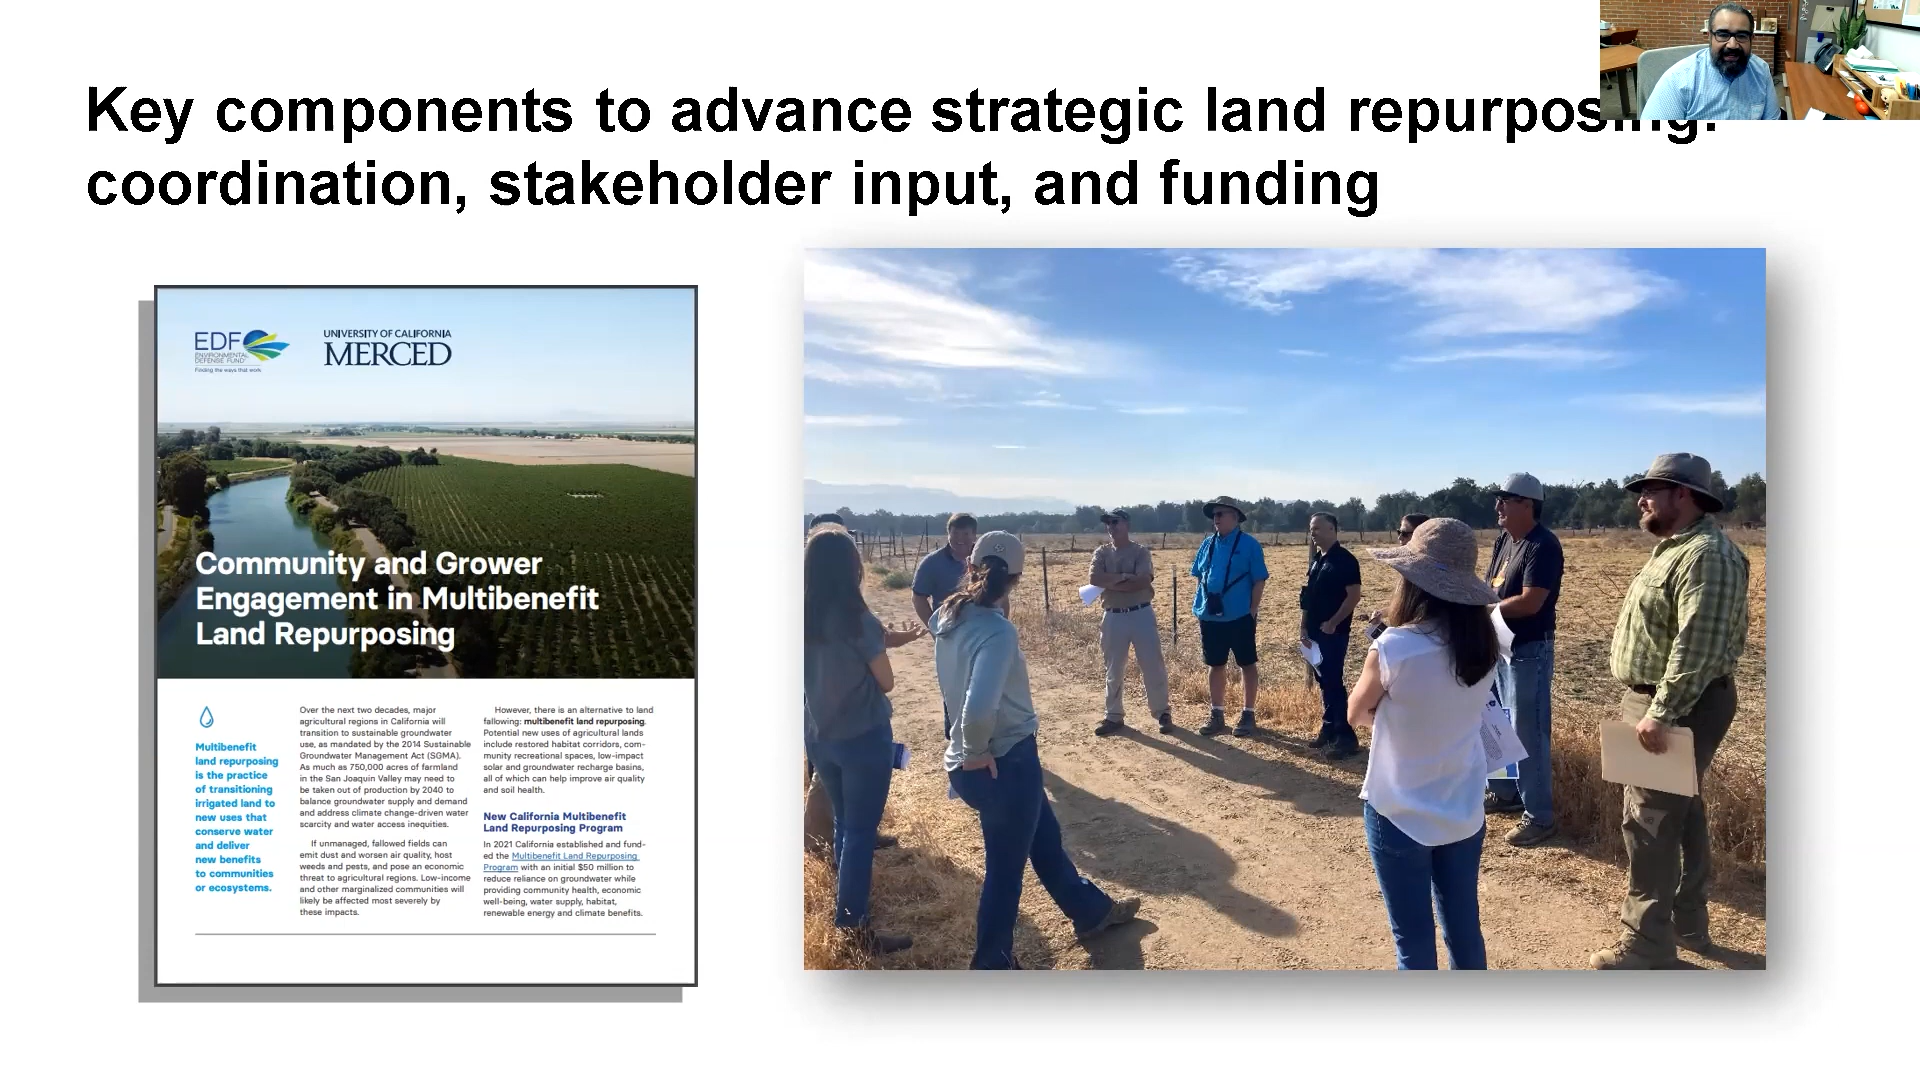 Key components to advance strategic land repurposing:
coordination, stakeholder input, and funding
EDF
ENVIRONMENTAL
DEFENSE FUND
Finding the ways that work
UNIVERSITY OF CALIFORNIA
MERCED
Community and Grower
Engagement in Multibenefit
Land Repurposing
Multibenefit
land repurposing
is the practice
of transitioning
irrigated land to
new uses that
conserve water
and deliver
new benefits
to communities
or ecosystems.
Over the next two decades, major
agricultural regions in California will
transition to sustainable groundwater
use, as mandated by the 2014 Sustainable
Groundwater Management Act (SGMA).
As much as 750,000 acres of farmland
in the San Joaquin Valley may need to
be taken out of production by 2040 to
balance groundwater supply and demand
and address climate change-driven water
scarcity and water access inequities.
If unmanaged, fallowed fields can
emit dust and worsen air quality, host
weeds and pests, and pose an economic
threat to agricultural regions. Low-income
and other marginalized communities will
likely be affected most severely by
these impacts.
However, there is an alternative to land
fallowing: multibenefit land repurposing.
Potential new uses of agricultural lands
include restored habitat corridors, com-
munity recreational spaces, low-impact
solar and groundwater recharge basins,
all of which can help improve air quality
and soil health.
New California Multibenefit
Land Repurposing Program
In 2021 California established and fund-
ed the Multibenefit Land Repurposing
Program with an initial $50 million to
reduce reliance on groundwater while
providing community health, economic
well-being, water supply, habitat,
renewable energy and climate benefits.